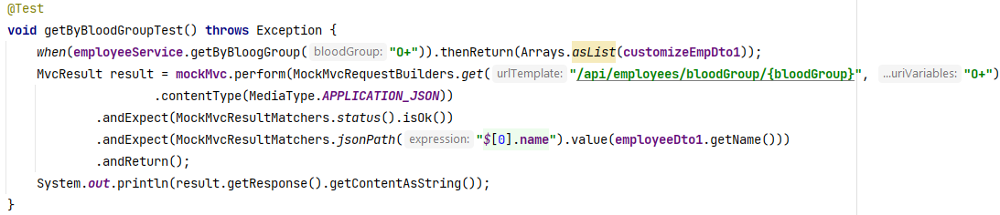 @Test
void getByBloodGroupTest() throws Exception {
    when(employeeService.getByBloogGroup( bloodGroup: "O+")).thenReturn(Arrays.asList(customizeEmpDto1));
    MvcResult result = mockMvc.perform(MockMvcRequestBuilders.get( urlTemplate: "/api/employees/bloodGroup/{bloodGroup}", ...uriVariables: "O+")
                    .contentType(MediaType.APPLICATION_JSON))
            .andExpect(MockMvcResultMatchers.status().isOk())
            .andExpect(MockMvcResultMatchers.jsonPath( expression: "$[0].name").value(employeeDto1.getName()))
            .andReturn();
    System.out.println(result.getResponse().getContentAsString());
}